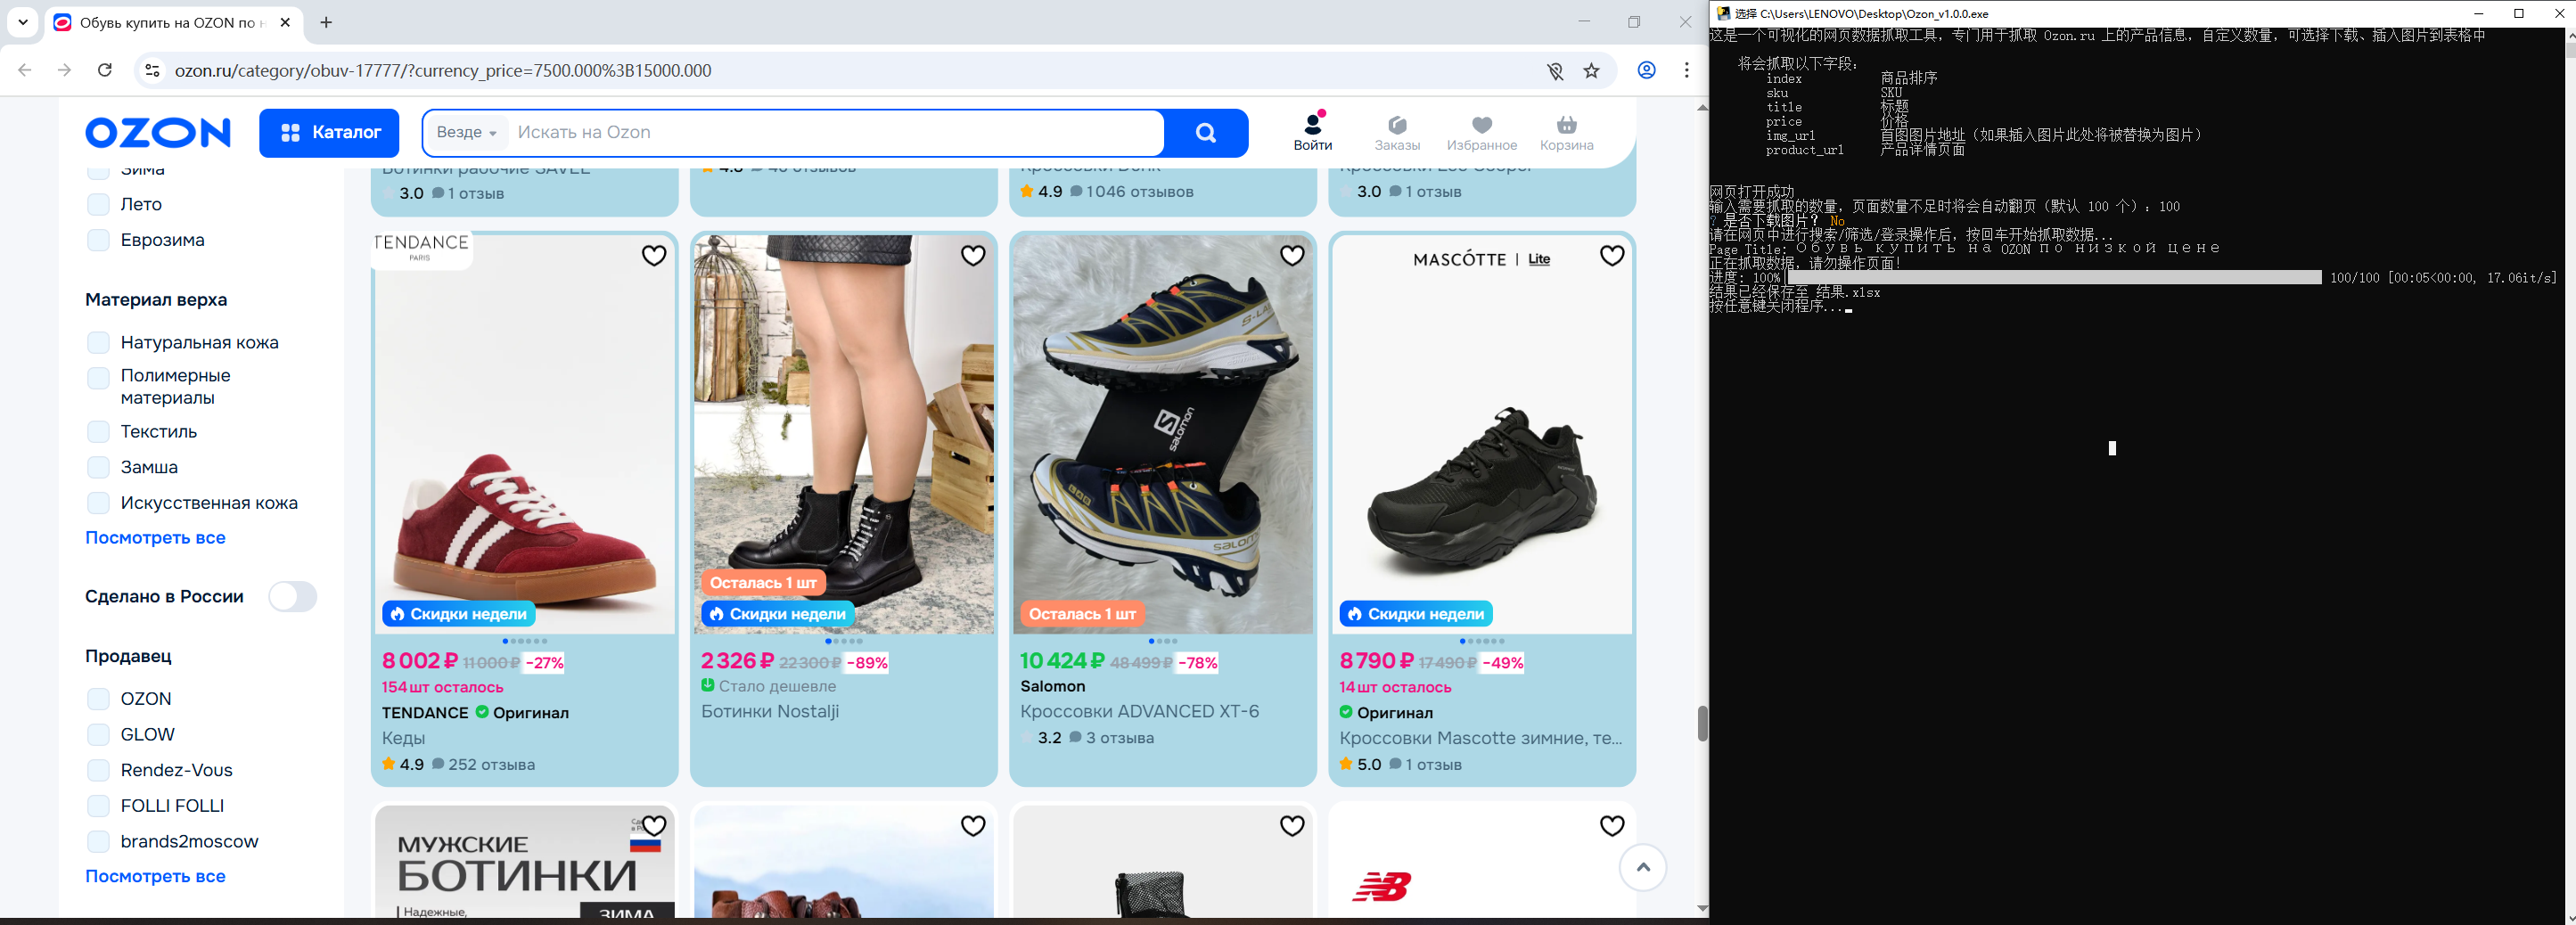 Обувь купить на OZON по н
ozon.ru/category/obuv-17777/?currency_price=7500.000%3B15000.000
OZON
Каталог
Везде
Искать на Ozon
Войти
Заказы
Избранное
Корзина
Зима
Лето
Еврозима
Материал верха
Натуральная кожа
Полимерные
материалы
Текстиль
Замша
Искусственная кожа
Посмотреть все
Сделано в России
Продавец
OZON
GLOW
Rendez-Vous
FOLLI FOLLI
brands2moscow
Посмотреть все
Ботинки рабочие SAVEL
3.0 1 отзыв
4.9 1 046 отзывов
3.0 1 отзыв
TENDANCE
PARIS
Скидки недели
8 002 ₽ 11 000 ₽ −27%
154 шт осталось
TENDANCE Оригинал
Кеды
4.9 252 отзыва
Осталась 1 шт
Скидки недели
2 326 ₽ 22 300 ₽ −89%
Стало дешевле
Ботинки Nostalji
S-LAB
SALOMON
SALOMON
Осталась 1 шт
10 424 ₽ 48 499 ₽ −78%
Salomon
Кроссовки ADVANCED XT-6
3.2 3 отзыва
MASCÓTTE | Lite
Скидки недели
8 790 ₽ 17 490 ₽ −49%
14 шт осталось
Оригинал
Кроссовки Mascotte зимние, те...
5.0 1 отзыв
МУЖСКИЕ
БОТИНКИ
Надежные,
ЗИМА
选择 C:\Users\LENOVO\Desktop\Ozon_v1.0.0.exe
这是一个可视化的网页数据抓取工具，专门用于抓取 Ozon.ru 上的产品信息，自定义数量，可选择下载、插入图片到表格中
将会抓取以下字段：
index 商品排序
sku SKU
title 标题
price 价格
img_url 首图图片地址（如果插入图片此处将被替换为图片）
product_url 产品详情页面
网页打开成功
输入需要抓取的数量，页面数量不足时将会自动翻页（默认 100 个）：100
? 是否下载图片? No
请在网页中进行搜索/筛选/登录操作后，按回车开始抓取数据...
Page Title: Обувь купить на OZON по низкой цене
正在抓取数据，请勿操作页面!
进度: 100% 100/100 [00:05<00:00, 17.06it/s]
结果已经保存至 结果.xlsx
按任意键关闭程序...